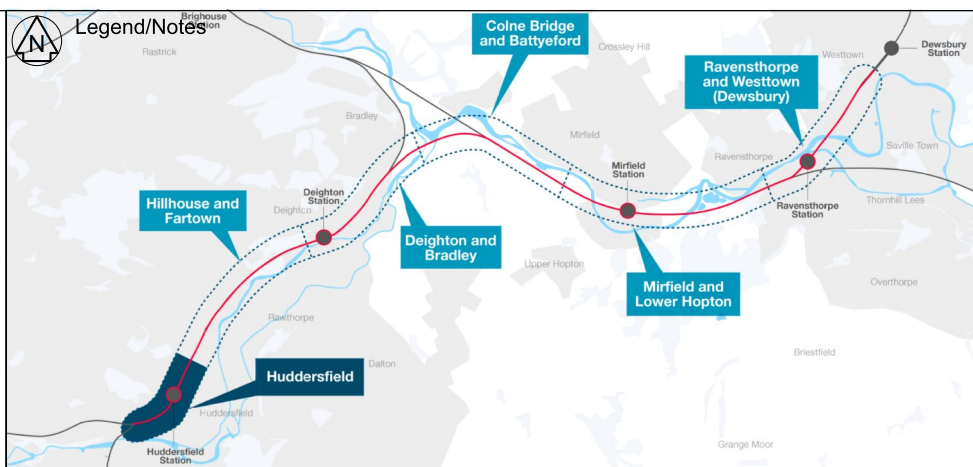 N
Legend/Notes
Brighouse
Station
Rastrick
Colne Bridge
and Battyeford
Crossley Hill
Westtown
Dewsbury
Station
Ravensthorpe
and Westtown
(Dewsbury)
Bradley
Mirfield
Ravensthorpe
Saville Town
Mirfield
Station
Hillhouse and
Fartown
Deighton
Station
Deighton
Ravensthorpe
Station
Thornhill Lees
Deighton and
Bradley
Upper Hopton
Mirfield and
Lower Hopton
Overthorpe
Rawthorpe
Dalton
Briestfield
Huddersfield
Huddersfield
Huddersfield
Station
Grange Moor